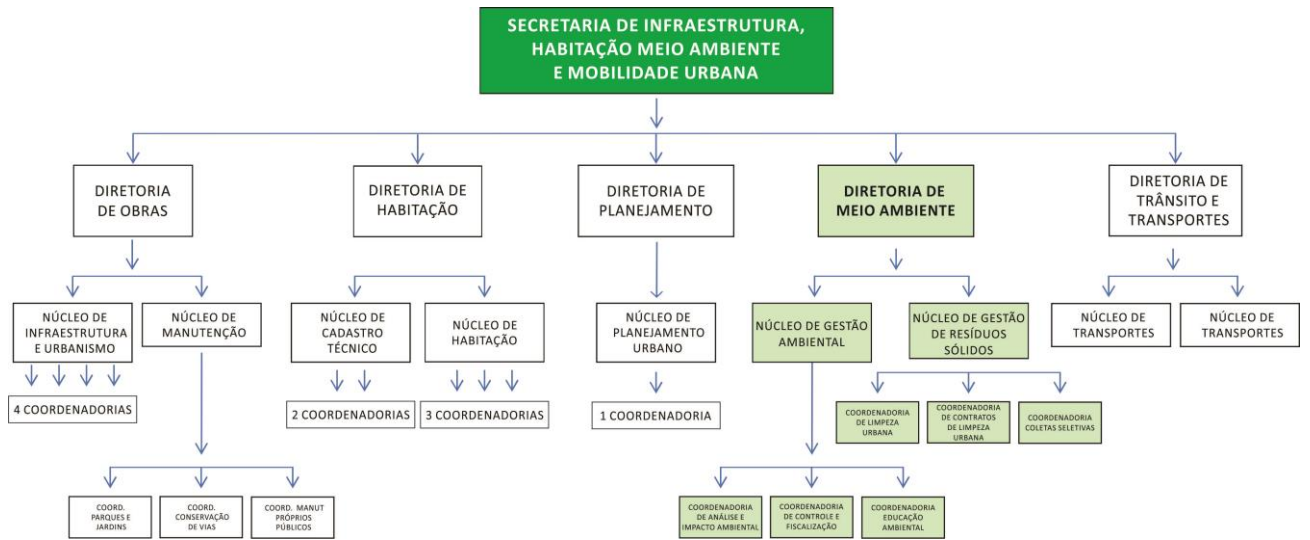 SECRETARIA DE INFRAESTRUTURA,
HABITAÇÃO MEIO AMBIENTE
E MOBILIDADE URBANA
DIRETORIA
DE OBRAS
DIRETORIA DE
HABITAÇÃO
DIRETORIA DE
PLANEJAMENTO
DIRETORIA DE
MEIO AMBIENTE
DIRETORIA DE
TRÂNSITO E
TRANSPORTES
NÚCLEO DE
INFRAESTRUTURA
E URBANISMO
NÚCLEO DE
MANUTENÇÃO
NÚCLEO DE
CADASTRO
TÉCNICO
NÚCLEO DE
HABITAÇÃO
NÚCLEO DE
PLANEJAMENTO
URBANO
NÚCLEO DE GESTÃO
AMBIENTAL
NÚCLEO DE GESTÃO
DE RESÍDUOS
SÓLIDOS
NÚCLEO DE
TRANSPORTES
NÚCLEO DE
TRANSPORTES
4 COORDENADORIAS
2 COORDENADORIAS
3 COORDENADORIAS
1 COORDENADORIA
COORDENADORIA
DE LIMPEZA
URBANA
COORDENADORIA
DE CONTRATOS
DE LIMPEZA
URBANA
COORDENADORIA
COLETAS SELETIVAS
COORD.
PARQUES E
JARDINS
COORD.
CONSERVAÇÃO
DE VIAS
COORD. MANUT
PRÓPRIOS
PÚBLICOS
COORDENADORIA
DE ANÁLISE E
IMPACTO AMBIENTAL
COORDENADORIA
DE CONTROLE E
FISCALIZAÇÃO
COORDENADORIA
EDUCAÇÃO
AMBIENTAL